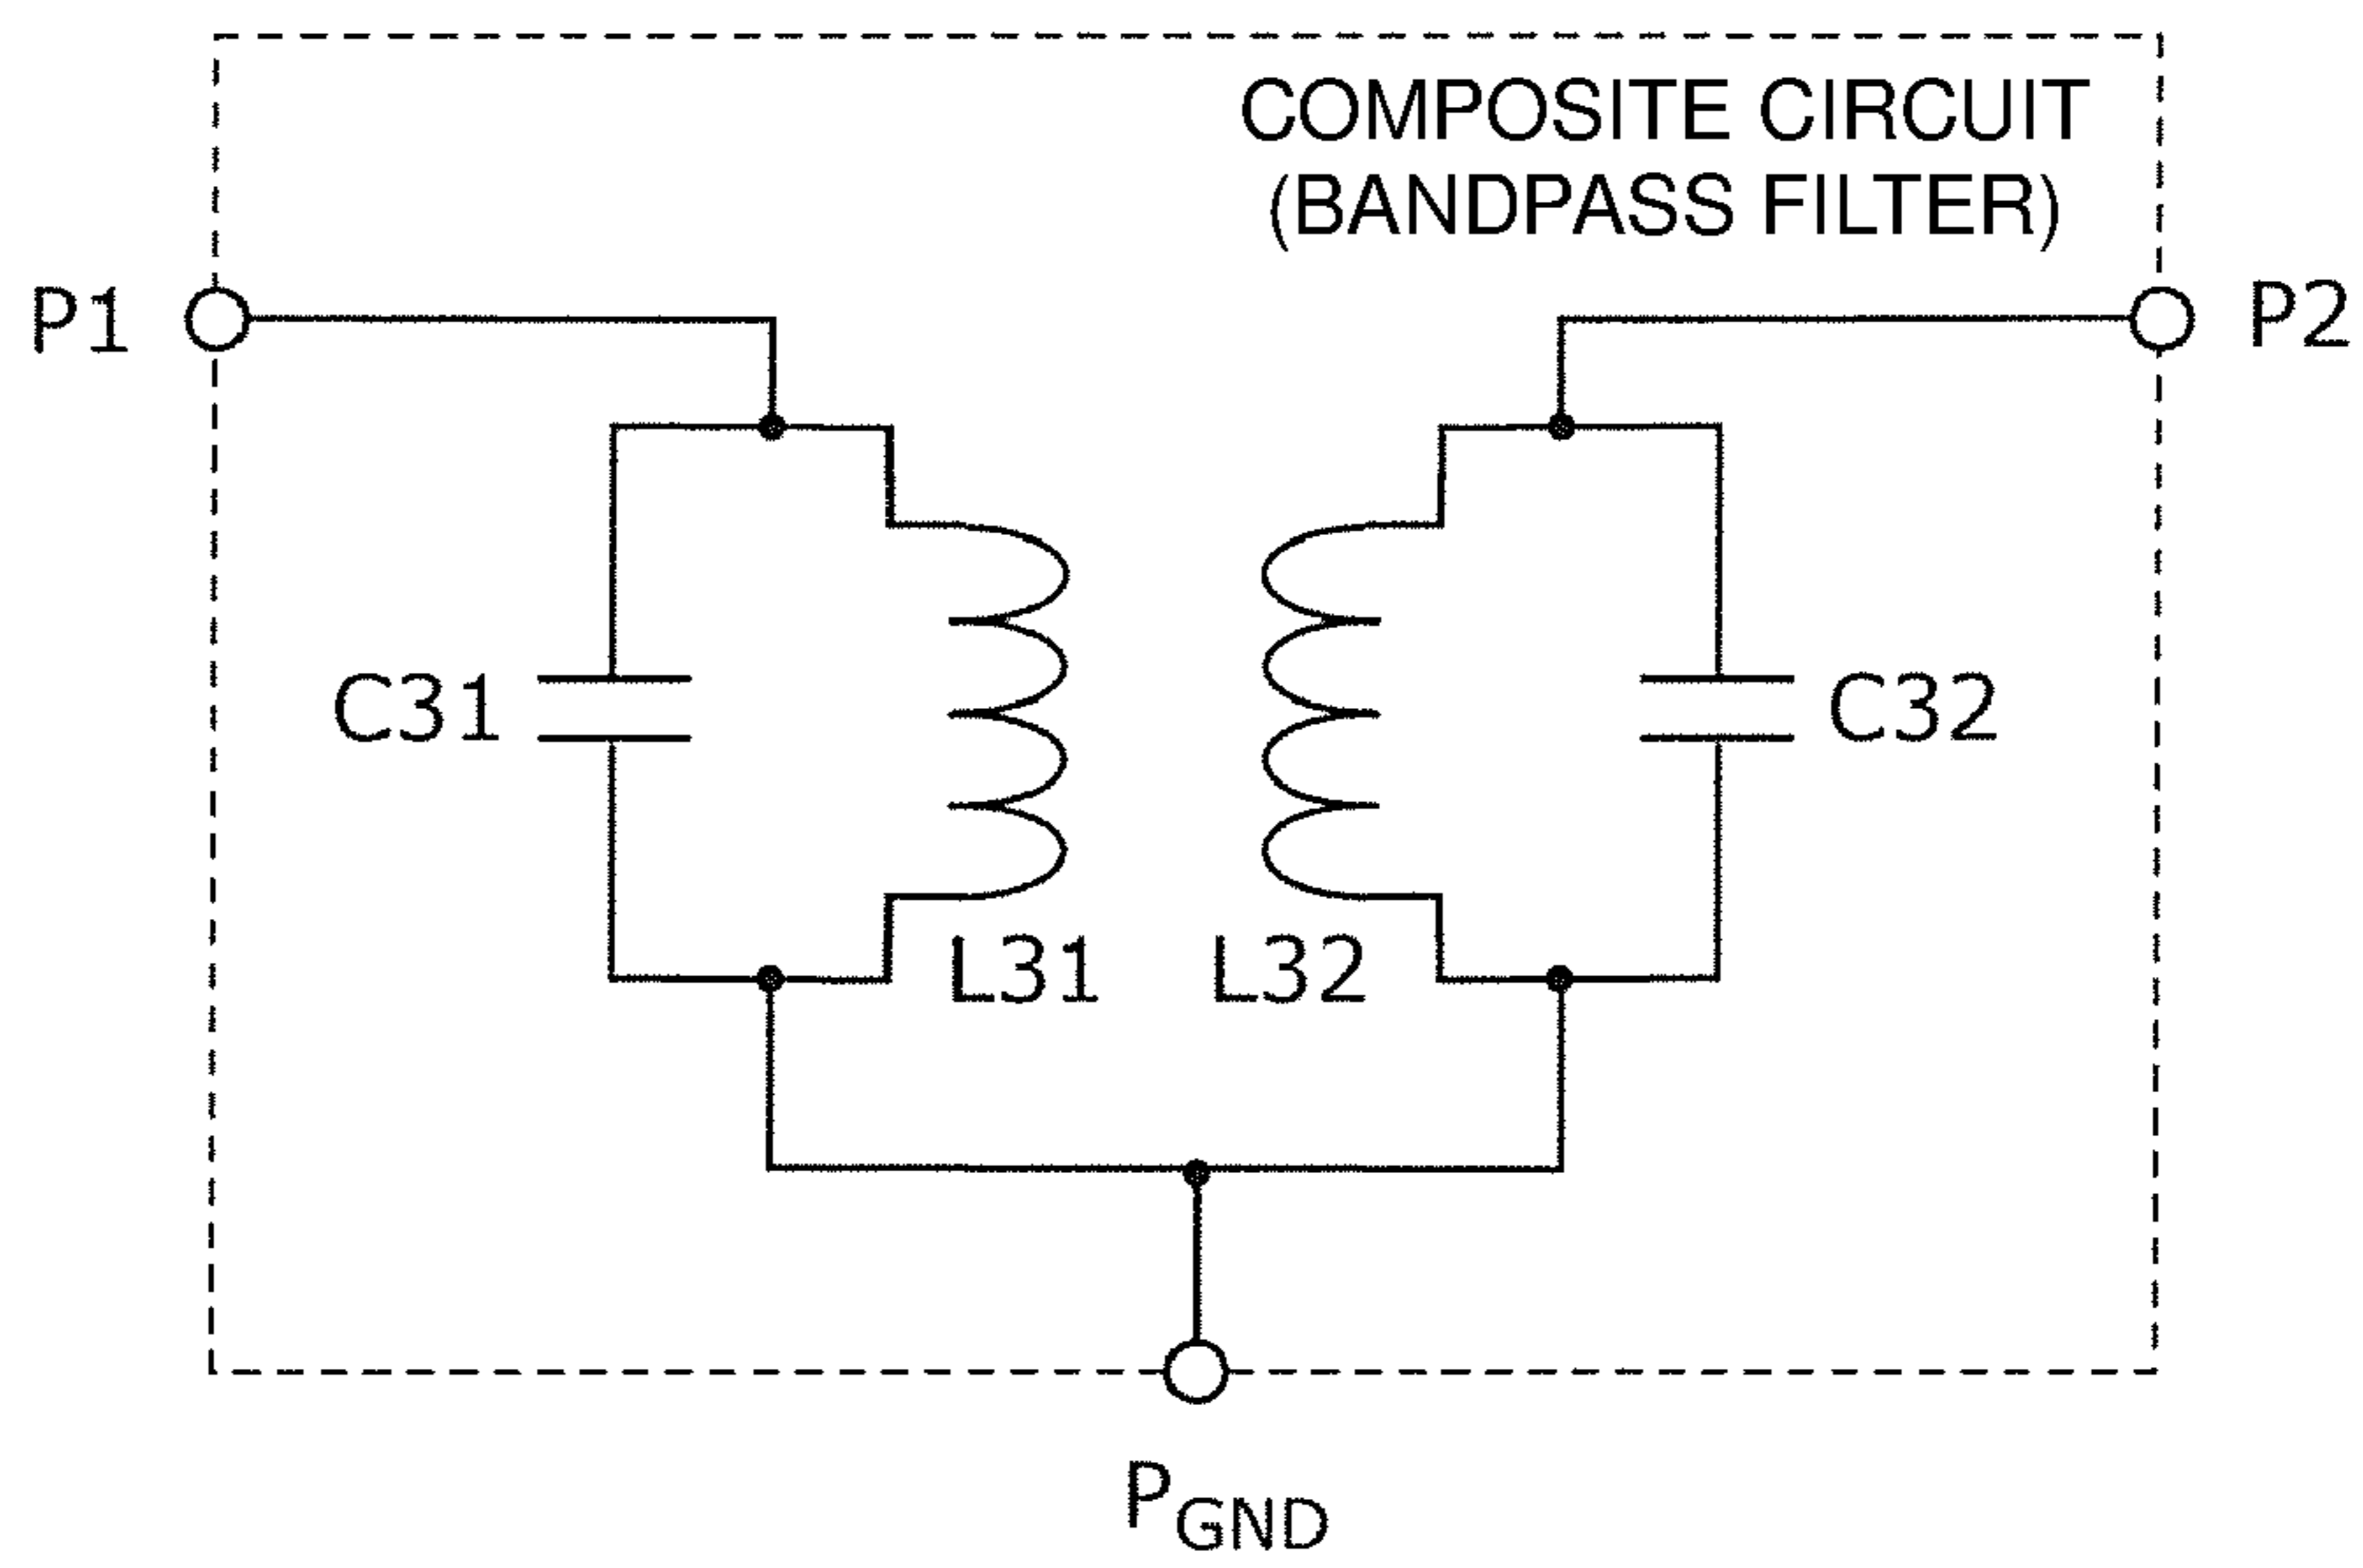 COMPOSITE CIRCUIT
(BANDPASS FILTER)
P1
P2
C31
C32
L31
L32
PGND